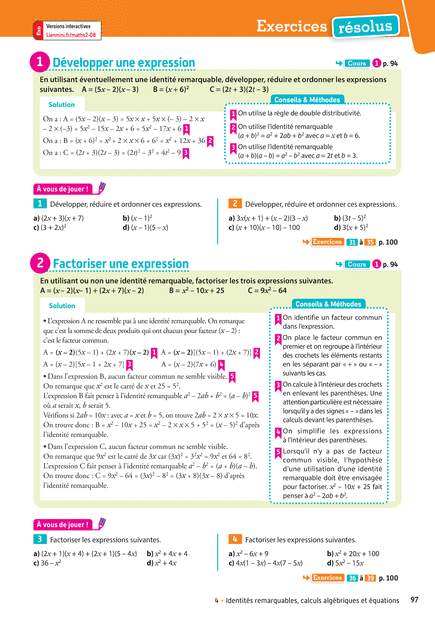 Exo
Versions interactives
Lienmini.fr/maths2-08
Exercices résolus
1 Développer une expression
Cours 1 p. 94
En utilisant éventuellement une identité remarquable, développer, réduire et ordonner les expressions
suivantes. A = (5x – 2)(x – 3) B = (x + 6)² C = (2t + 3)(2t – 3)
Solution
On a : A = (5x – 2)(x – 3) = 5x × x + 5x × (– 3) – 2 × x
– 2 × (–3) = 5x² – 15x – 2x + 6 = 5x² – 17x + 6 1
On a : B = (x + 6)² = x² + 2 × x × 6 + 6² = x² + 12x + 36 2
On a : C = (2t + 3)(2t – 3) = (2t)² – 3² = 4t² – 9 3
Conseils & Méthodes
1 On utilise la règle de double distributivité.
2 On utilise l'identité remarquable
(a + b)² = a² + 2ab + b² avec a = x et b = 6.
3 On utilise l'identité remarquable
(a + b)(a – b) = a² – b² avec a = 2t et b = 3.
À vous de jouer !
1 Développer, réduire et ordonner ces expressions.
a) (2x + 3)(x + 7) b) (x – 1)²
c) (3 + 2x)² d) (x – 1)(5 – x)
2 Développer, réduire et ordonner ces expressions.
a) 3x(x + 1) + (x – 2)(3 – x) b) (3t – 5)²
c) (x + 10)(x – 10) – 100 d) 3(x + 5)²
Exercices 31 à 35 p. 100
2 Factoriser une expression
Cours 1 p. 94
En utilisant ou non une identité remarquable, factoriser les trois expressions suivantes.
A = (x – 2)(5x – 1) + (2x + 7)(x – 2) B = x² – 10x + 25 C = 9x² – 64
Solution
• L'expression A ne ressemble pas à une identité remarquable. On remarque
que c'est la somme de deux produits qui ont chacun pour facteur (x – 2) :
c'est le facteur commun.
A = (x – 2)(5x – 1) + (2x + 7)(x – 2) 1 A = (x – 2)[(5x – 1) + (2x + 7)] 2
A = (x – 2)[5x – 1 + 2x + 7] 3 A = (x – 2)(7x + 6) 4
• Dans l'expression B, aucun facteur commun ne semble visible. 5
On remarque que x² est le carré de x et 25 = 5².
L'expression B fait penser à l'identité remarquable a² – 2ab + b² = (a – b)² 5
où a serait x, b serait 5.
Vérifions si 2ab = 10x : avec a = x et b = 5, on trouve 2ab = 2 × x × 5 = 10x.
On trouve donc : B = x² – 10x + 25 = x² – 2 × x × 5 + 5² = (x – 5)² d'après
l'identité remarquable.
• Dans l'expression C, aucun facteur commun ne semble visible.
On remarque que 9x² est le carré de 3x car (3x)² = 3²x² = 9x² et 64 = 8².
L'expression C fait penser à l'identité remarquable a² – b² = (a + b)(a – b).
On trouve donc : C = 9x² – 64 = (3x)² – 8² = (3x + 8)(3x – 8) d'après
l'identité remarquable.
Conseils & Méthodes
1 On identifie un facteur commun
dans l'expression.
2 On place le facteur commun en
premier et on regroupe à l'intérieur
des crochets les éléments restants
en les séparant par « + » ou « – »
suivants les cas.
3 On calcule à l'intérieur des crochets
en enlevant les parenthèses. Une
attention particulière est nécessaire
lorsqu'il y a des signes « – » dans les
calculs devant les parenthèses.
4 On simplifie les expressions
à l'intérieur des parenthèses.
5 Lorsqu'il n'y a pas de facteur
commun visible, l'hypothèse
d'une utilisation d'une identité
remarquable doit être envisagée
pour factoriser. x² – 10x + 25 fait
penser à a² – 2ab + b².
À vous de jouer !
3 Factoriser les expressions suivantes.
a) (2x + 1)(x + 4) + (2x + 1)(5 – 4x) b) x² + 4x + 4
c) 36 – x² d) x² + 4x
4 Factoriser les expressions suivantes.
a) x² – 6x + 9 b) x² + 20x + 100
c) 4x(1 – 3x) – 4x(7 – 5x) d) 5x² – 15x
Exercices 36 à 39 p. 100
4 • Identités remarquables, calculs algébriques et équations 97